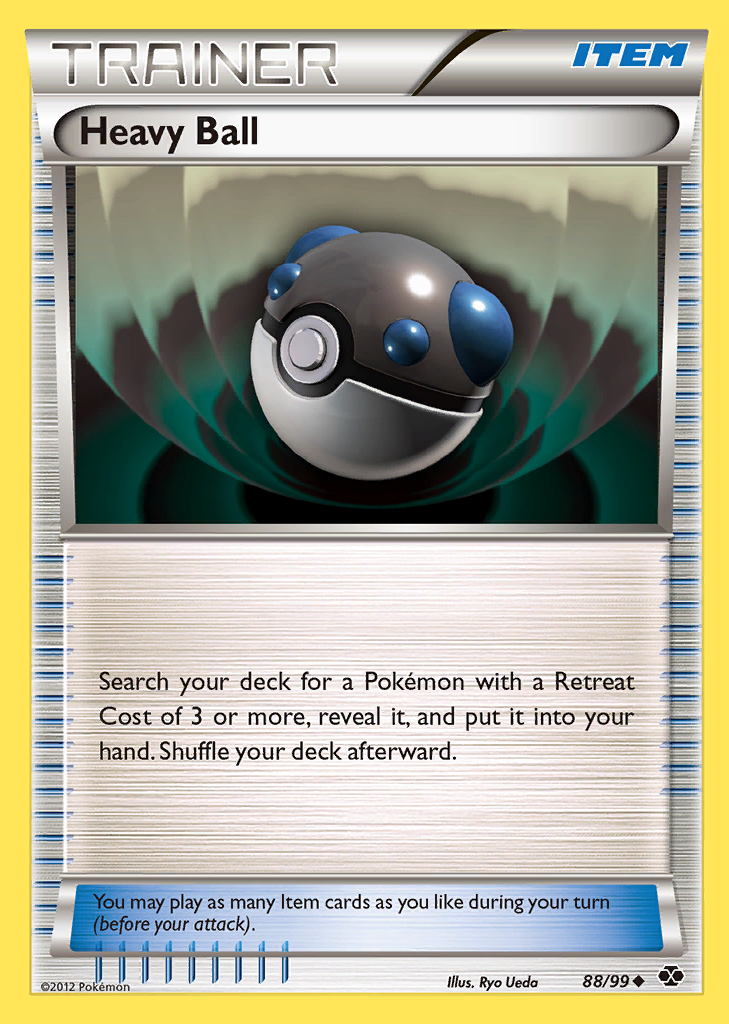 TRAINER
ITEM
Heavy Ball
Search your deck for a Pokémon with a Retreat
Cost of 3 or more, reveal it, and put it into your
hand. Shuffle your deck afterward.
You may play as many Item cards as you like during your turn
(before your attack).
©2012 Pokémon
Illus. Ryo Ueda
88/99